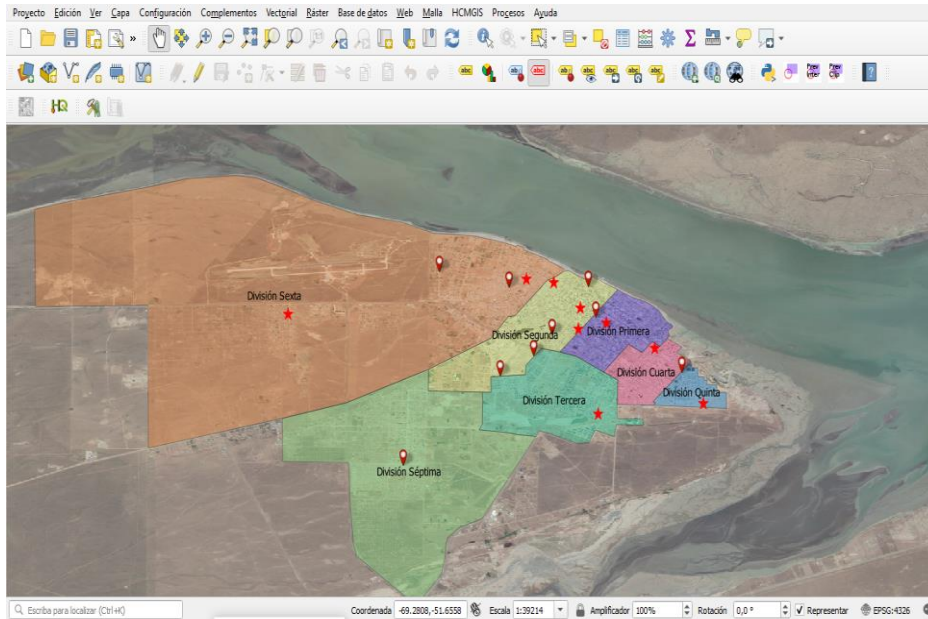 Proyecto Edición Ver Capa Configuración Complementos Vectorial Ráster Base de datos Web Malla HCMGIS Procesos Ayuda
División Sexta
División Segunda
División Primera
División Cuarta
División Quinta
División Tercera
División Séptima
Escriba para localizar (Ctrl+K) Coordenada -69.2808,-51.6558 Escala 1:39214 Amplificador 100% Rotación 0,0 ° Representar EPSG:4326